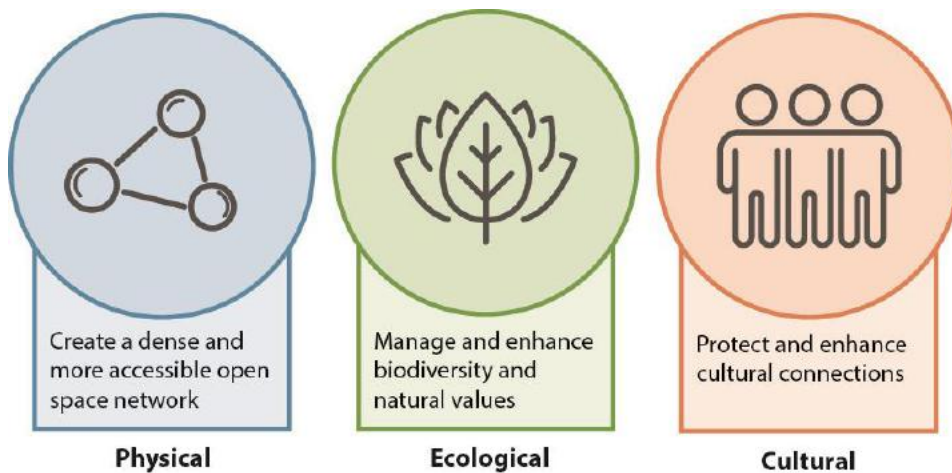 Create a dense and
more accessible open
space network
Physical
Manage and enhance
biodiversity and
natural values
Ecological
Protect and enhance
cultural connections
Cultural